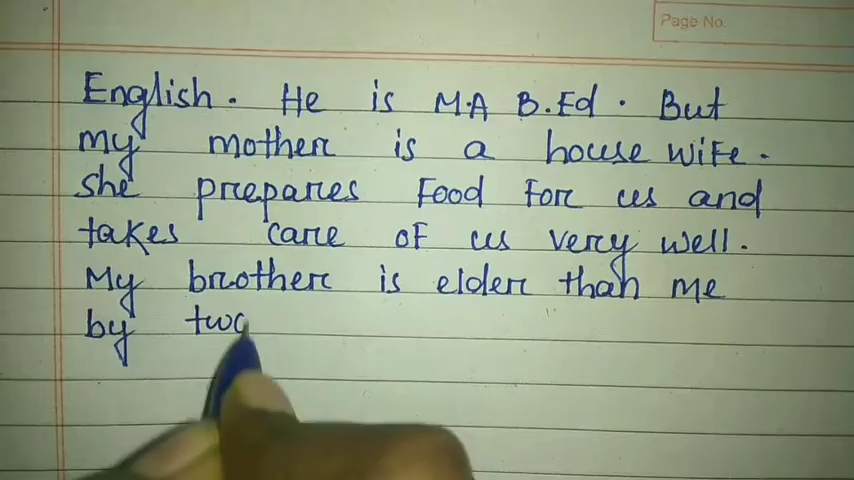 Page No.
English. He is M.A B.Ed. But
my mother is a house wife.
she prepares Food For us and
takes care of us very well.
My brother is elder than me
by two